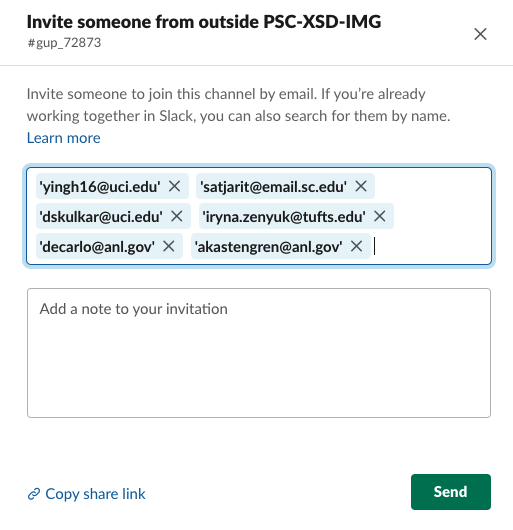 Invite someone from outside PSC-XSD-IMG
#gup_72873
Invite someone to join this channel by email. If you’re already
working together in Slack, you can also search for them by name.
Learn more
'yingh16@uci.edu' 'satjarit@email.sc.edu'
'dskulkar@uci.edu' 'iryna.zenyuk@tufts.edu'
'decarlo@anl.gov' 'akastengren@anl.gov'
Add a note to your invitation
Copy share link
Send